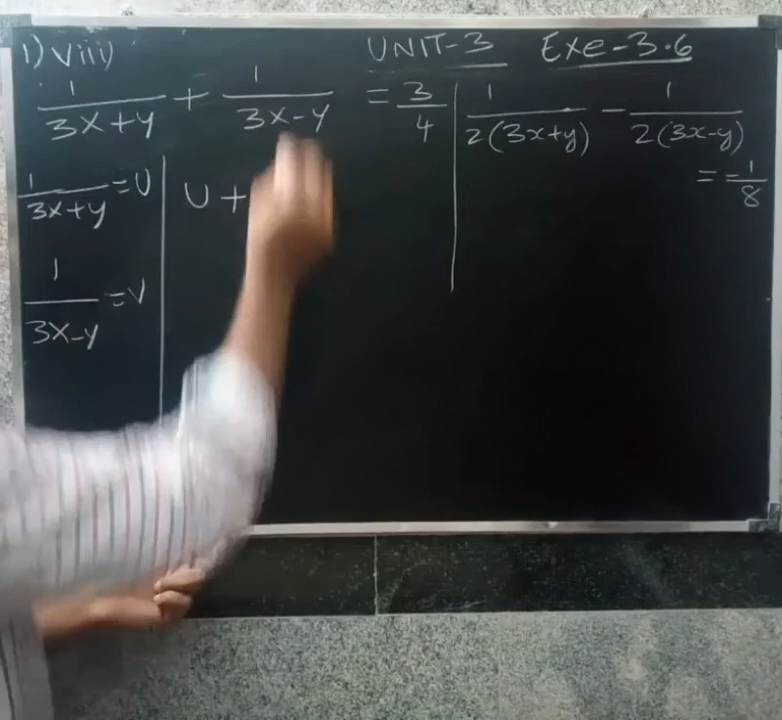 1) viii) UNIT-3 Exe-3.6
1/(3x+y) + 1/(3x-y) = 3/4
1/2(3x+y) - 1/2(3x-y)
= -1/8
1/(3x+y) = U
U +
1/(3x-y) = V